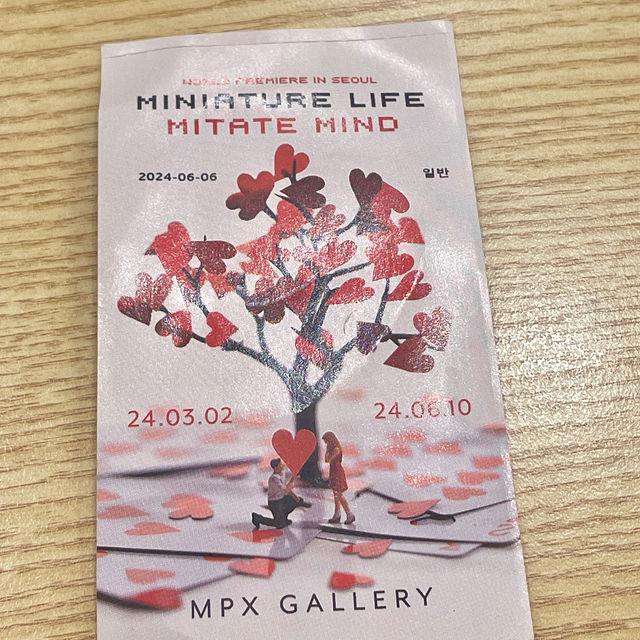 WORLD PREMIERE IN SEOUL
MINIATURE LIFE
MITATE MIND
2024-06-06 일반
24.03.02 24.06.10
MPX GALLERY